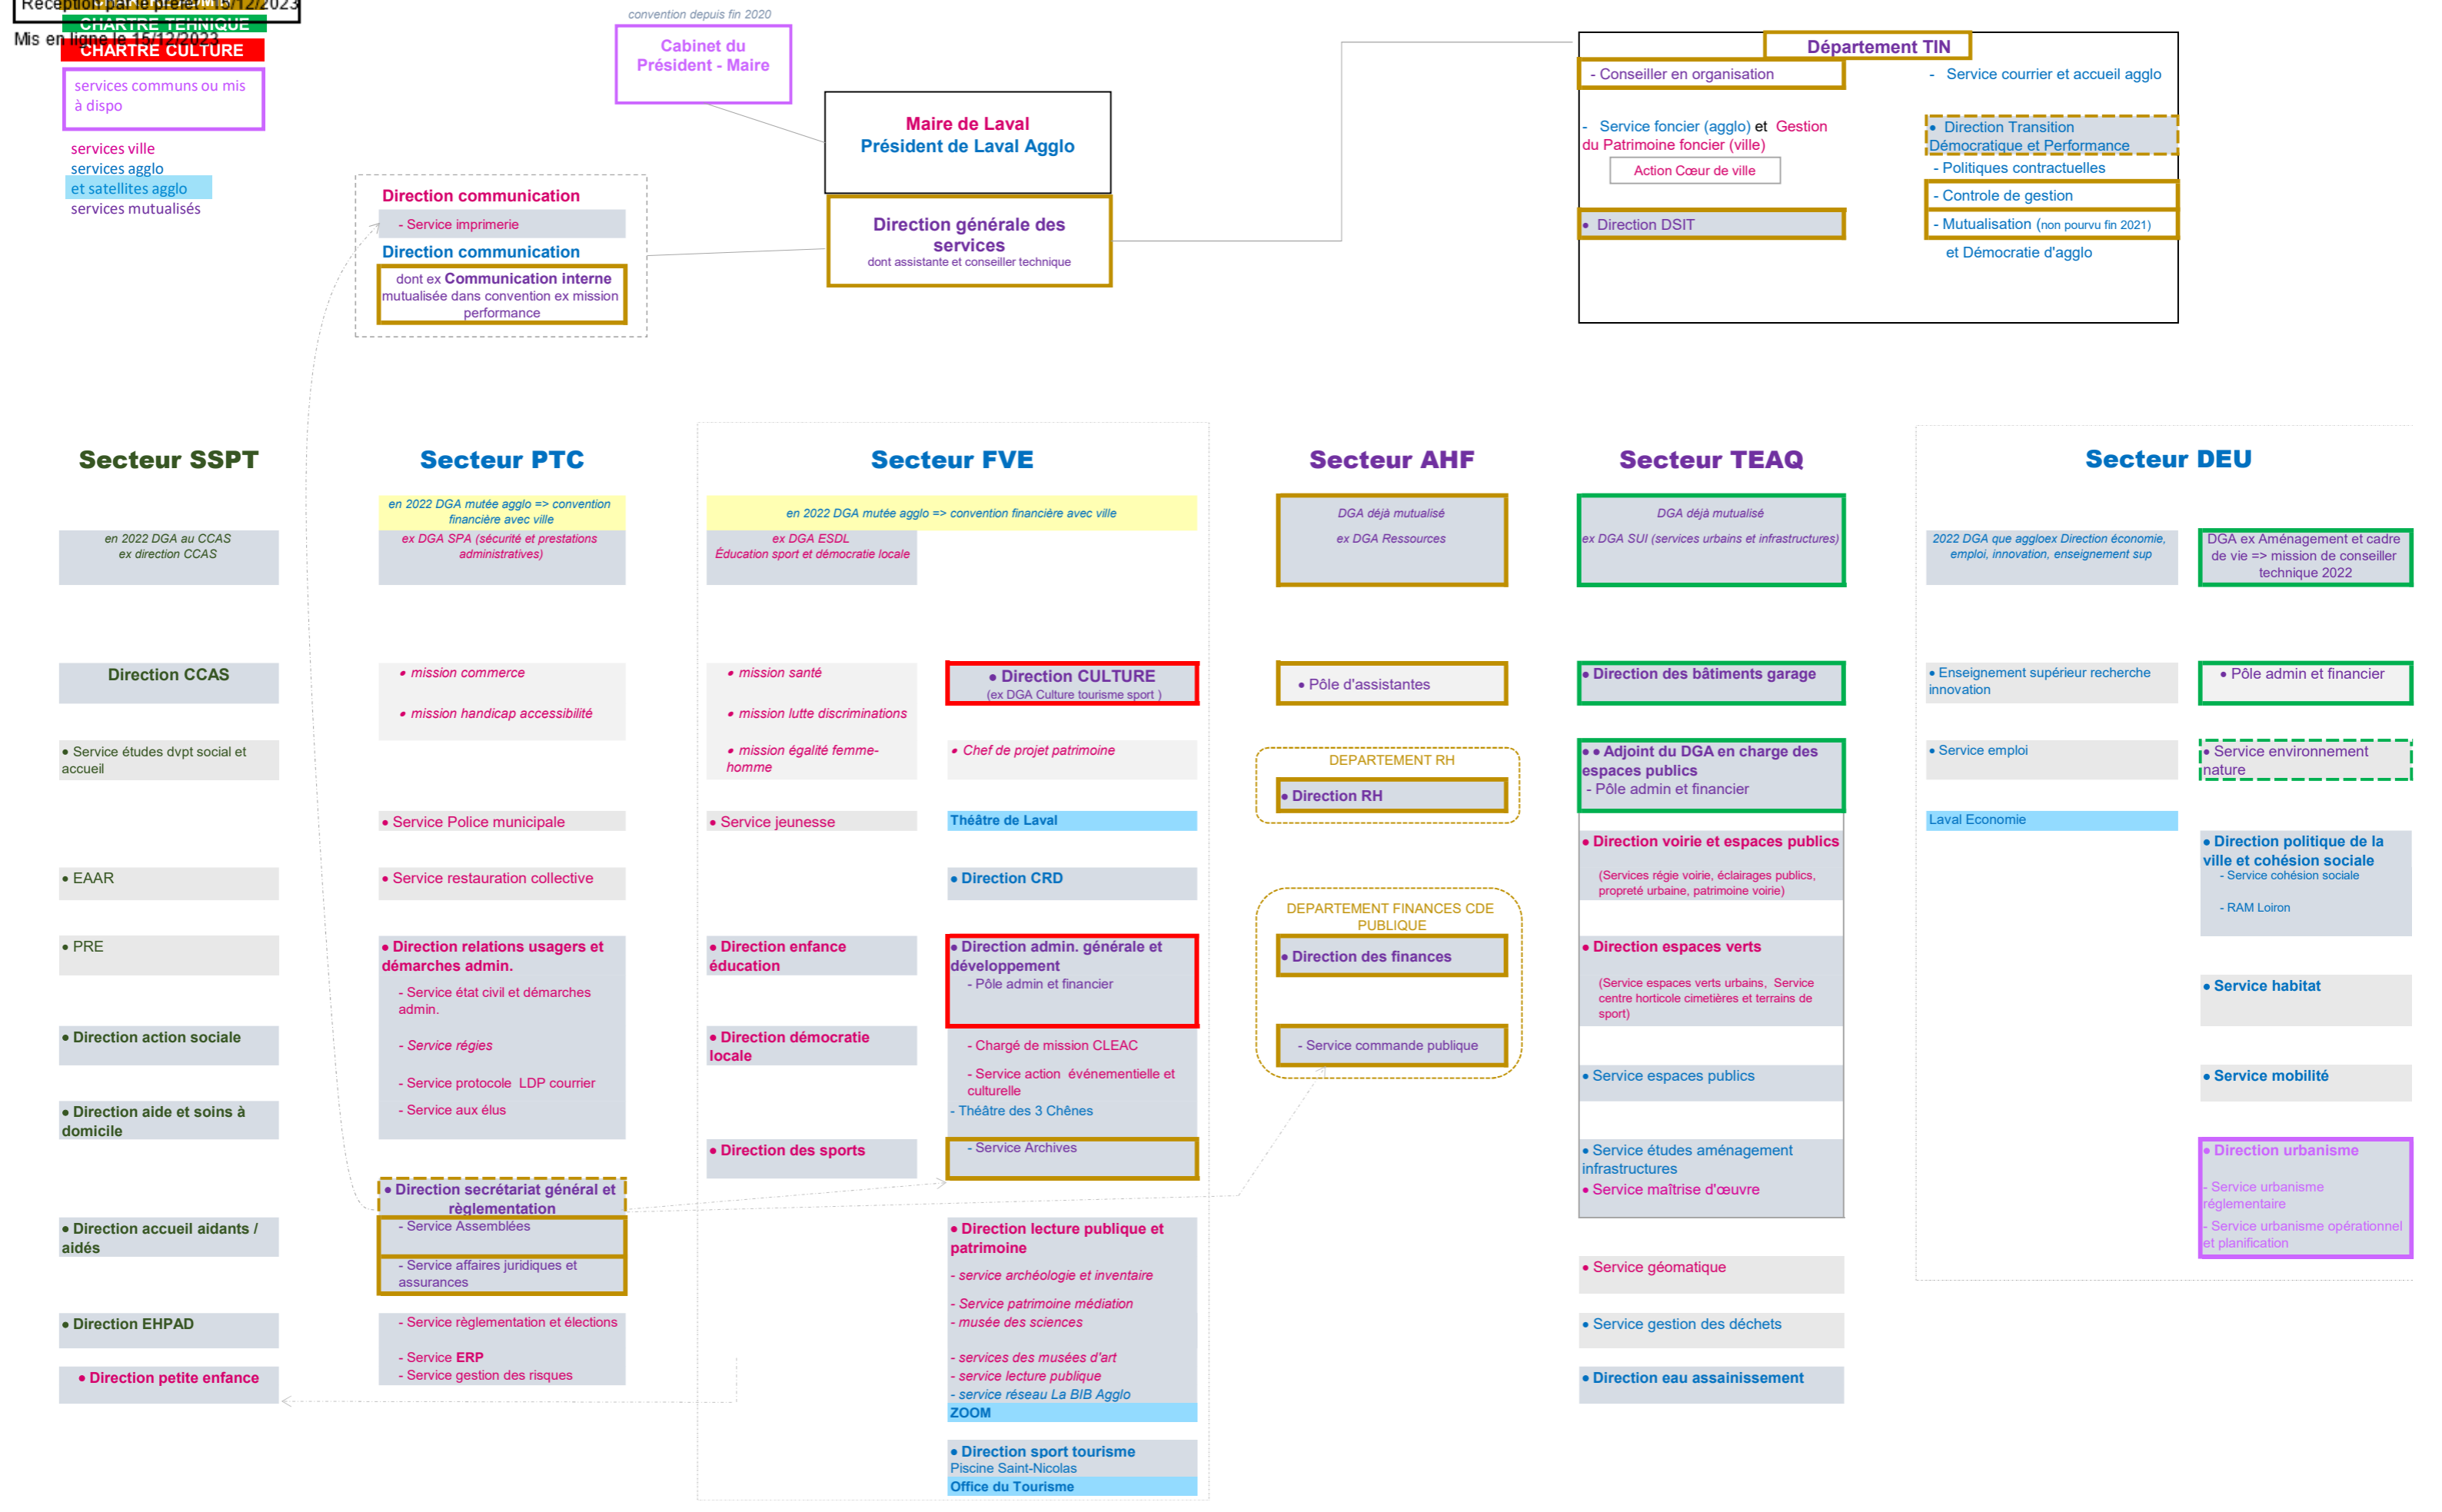 Réception par le préfet: 15/12/2023
CHARTRE TEHNIQUE
Mis en ligne le 15/12/2023
CHARTRE CULTURE
services communs ou mis
à dispo
services ville
services agglo
et satellites agglo
services mutualisés
convention depuis fin 2020
Cabinet du
Président - Maire
Maire de Laval
Président de Laval Agglo
Direction générale des
services
dont assistante et conseiller technique
Direction communication
- Service imprimerie
Direction communication
dont ex Communication interne
mutualisée dans convention ex mission
performance
Département TIN
- Conseiller en organisation
- Service foncier (agglo) et Gestion
du Patrimoine foncier (ville)
Action Cœur de ville
• Direction DSIT
- Service courrier et accueil agglo
• Direction Transition
Démocratique et Performance
- Politiques contractuelles
- Controle de gestion
- Mutualisation (non pourvu fin 2021)
et Démocratie d'agglo
Secteur SSPT
en 2022 DGA au CCAS
ex direction CCAS
Direction CCAS
• Service études dvpt social et
accueil
• EAAR
• PRE
• Direction action sociale
• Direction aide et soins à
domicile
• Direction accueil aidants /
aidés
• Direction EHPAD
• Direction petite enfance
Secteur PTC
en 2022 DGA mutée agglo => convention
financière avec ville
ex DGA SPA (sécurité et prestations
administratives)
• mission commerce
• mission handicap accessibilité
• Service Police municipale
• Service restauration collective
• Direction relations usagers et
démarches admin.
- Service état civil et démarches
admin.
- Service régies
- Service protocole LDP courrier
- Service aux élus
• Direction secrétariat général et
règlementation
- Service Assemblées
- Service affaires juridiques et
assurances
- Service règlementation et élections
- Service ERP
- Service gestion des risques
Secteur FVE
en 2022 DGA mutée agglo => convention financière avec ville
ex DGA ESDL
Éducation sport et démocratie locale
• mission santé
• mission lutte discriminations
• mission égalité femme-
homme
• Service jeunesse
• Direction enfance
éducation
• Direction démocratie
locale
• Direction des sports
• Direction CULTURE
(ex DGA Culture tourisme sport )
• Chef de projet patrimoine
Théâtre de Laval
• Direction CRD
• Direction admin. générale et
développement
- Pôle admin et financier
- Chargé de mission CLEAC
- Service action événementielle et
culturelle
- Théâtre des 3 Chênes
- Service Archives
• Direction lecture publique et
patrimoine
- service archéologie et inventaire
- Service patrimoine médiation
- musée des sciences
- services des musées d'art
- service lecture publique
- service réseau La BIB Agglo
ZOOM
• Direction sport tourisme
Piscine Saint-Nicolas
Office du Tourisme
Secteur AHF
DGA déjà mutualisé
ex DGA Ressources
• Pôle d'assistantes
DEPARTEMENT RH
• Direction RH
DEPARTEMENT FINANCES CDE
PUBLIQUE
• Direction des finances
- Service commande publique
Secteur TEAQ
DGA déjà mutualisé
ex DGA SUI (services urbains et infrastructures)
• Direction des bâtiments garage
• • Adjoint du DGA en charge des
espaces publics
- Pôle admin et financier
• Direction voirie et espaces publics
(Services régie voirie, éclairages publics,
propreté urbaine, patrimoine voirie)
• Direction espaces verts
(Service espaces verts urbains, Service
centre horticole cimetières et terrains de
sport)
• Service espaces publics
• Service études aménagement
infrastructures
• Service maîtrise d'œuvre
• Service géomatique
• Service gestion des déchets
• Direction eau assainissement
Secteur DEU
2022 DGA que aggloex Direction économie,
emploi, innovation, enseignement sup
• Enseignement supérieur recherche
innovation
• Service emploi
Laval Economie
DGA ex Aménagement et cadre
de vie => mission de conseiller
technique 2022
• Pôle admin et financier
• Service environnement
nature
• Direction politique de la
ville et cohésion sociale
- Service cohésion sociale
- RAM Loiron
• Service habitat
• Service mobilité
• Direction urbanisme
- Service urbanisme
réglementaire
- Service urbanisme opérationnel
et planification